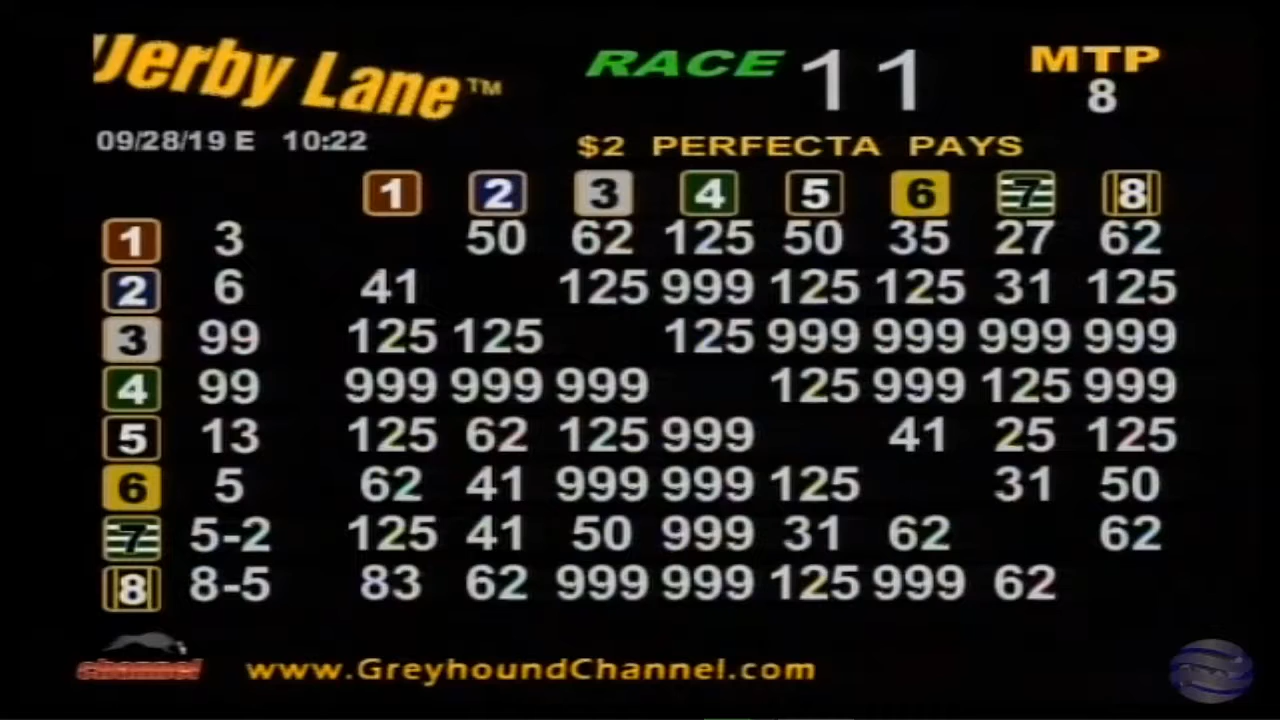 Derby Lane™ RACE 11 MTP
8
09/28/19 E 10:22 $2 PERFECTA PAYS
1 2 3 4 5 6 7 8
1 3 50 62 125 50 35 27 62
2 6 41 125 999 125 125 31 125
3 99 125 125 125 999 999 999 999
4 99 999 999 999 125 999 125 999
5 13 125 62 125 999 41 25 125
6 5 62 41 999 999 125 31 50
7 5-2 125 41 50 999 31 62 62
8 8-5 83 62 999 999 125 999 62
channel www.GreyhoundChannel.com